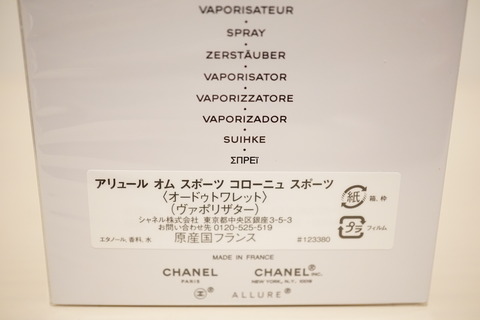 VAPORISATEUR
SPRAY
ZERSTÄUBER
VAPORISATOR
VAPORIZZATORE
VAPORIZADOR
SUIHKE
ΣΠΡΕΪ
アリュール オム スポーツ コローニュ スポーツ
〈オードゥトワレット〉
(ヴァポリザター)
シャネル株式会社 東京都中央区銀座3-5-3
お問い合わせ先 0120-525-519
エタノール, 香料, 水 原産国フランス #123380
紙 箱、枠
プラ フィルム
MADE IN FRANCE
CHANEL CHANEL® INC.
PARIS NEW YORK, N.Y. 10019
ALLURE®